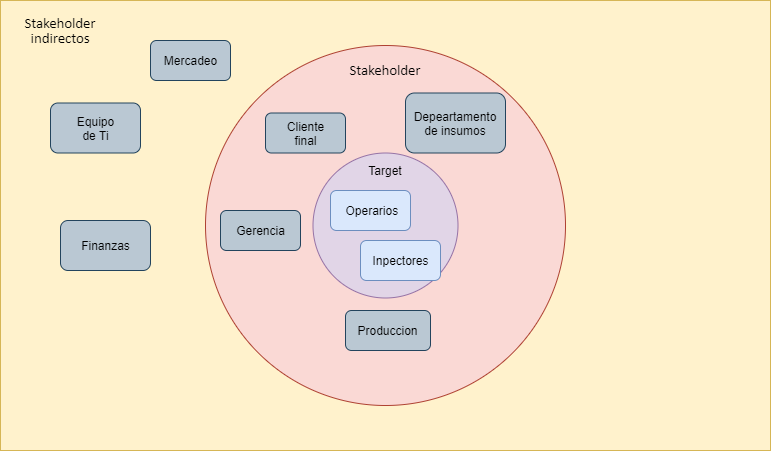 Stakeholder
indirectos
Mercadeo
Equipo
de Ti
Finanzas
Stakeholder
Cliente
final
Depeartamento
de insumos
Gerencia
Target
Operarios
Inpectores
Produccion